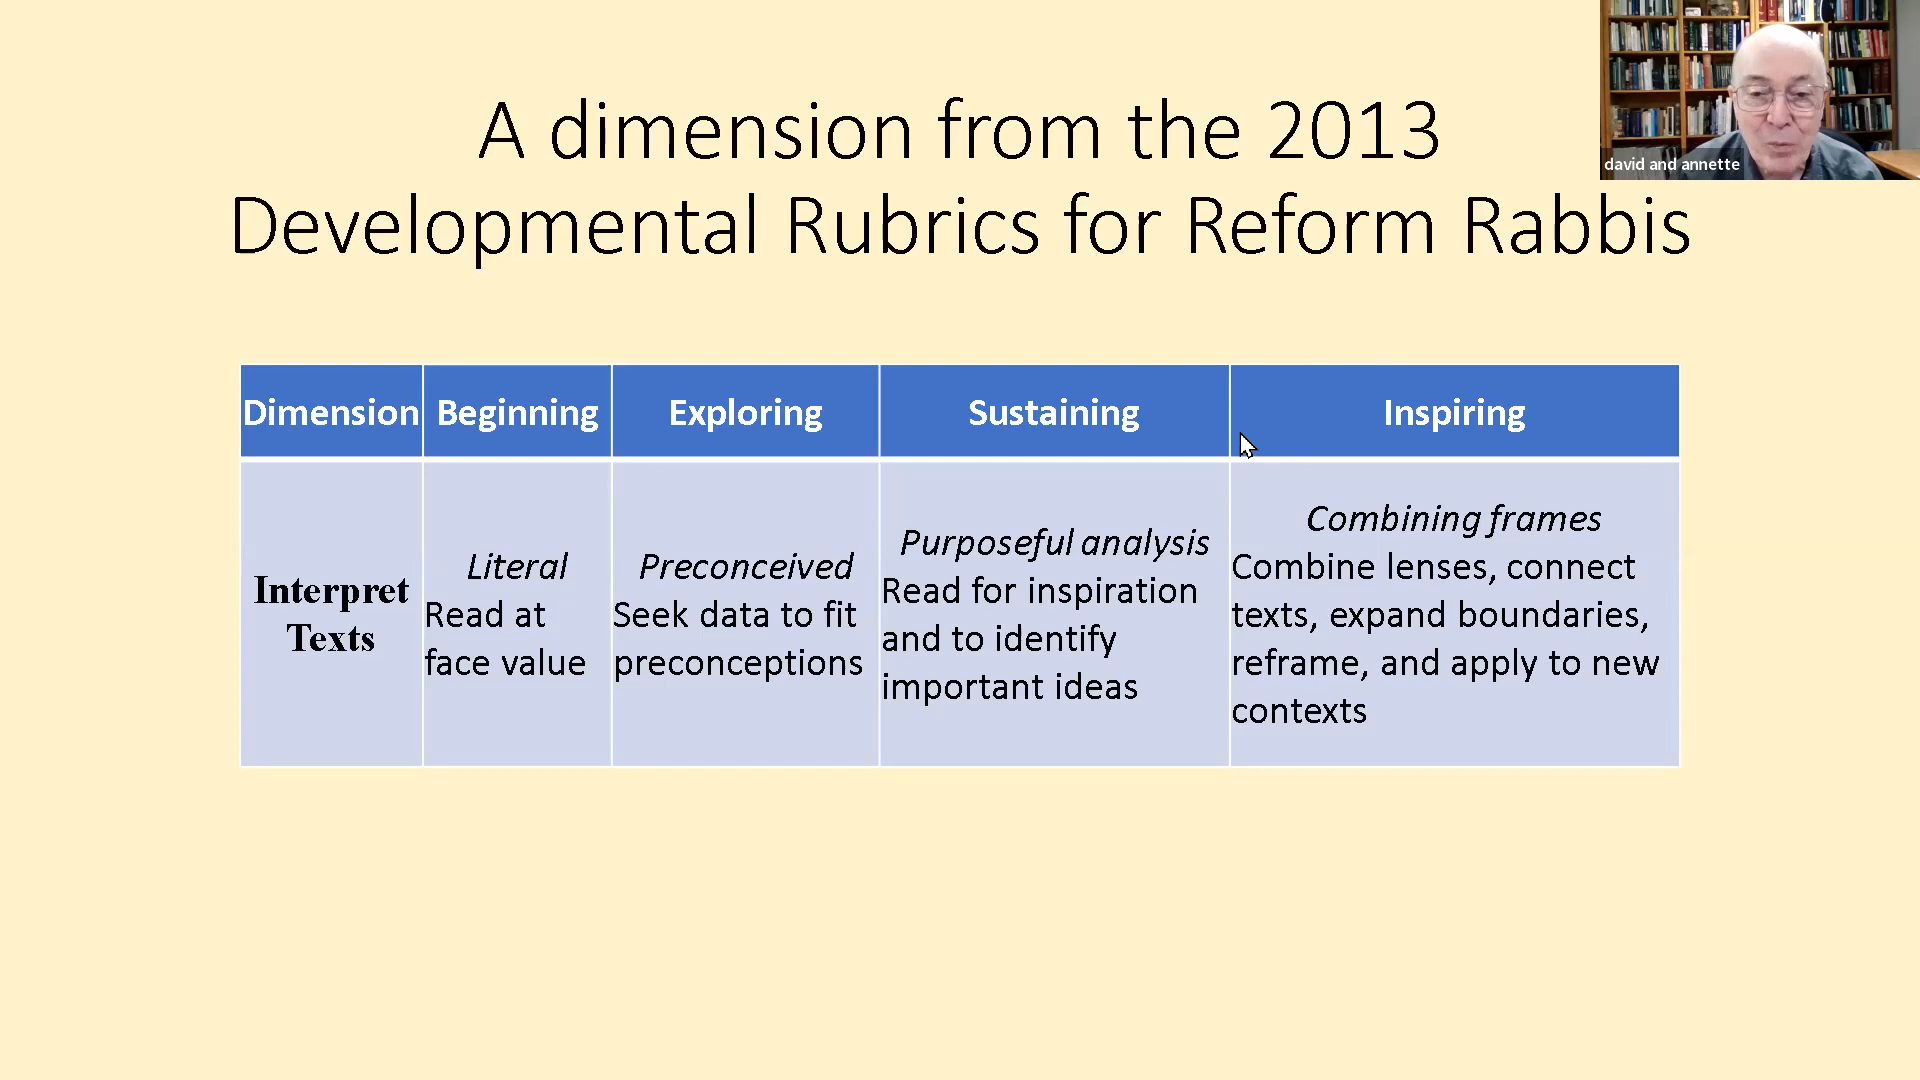 A dimension from the 2013
Developmental Rubrics for Reform Rabbis
david and annette
Dimension
Beginning
Exploring
Sustaining
Inspiring
Interpret
Texts
Literal
Read at
face value
Preconceived
Seek data to fit
preconceptions
Purposeful analysis
Read for inspiration
and to identify
important ideas
Combining frames
Combine lenses, connect
texts, expand boundaries,
reframe, and apply to new
contexts